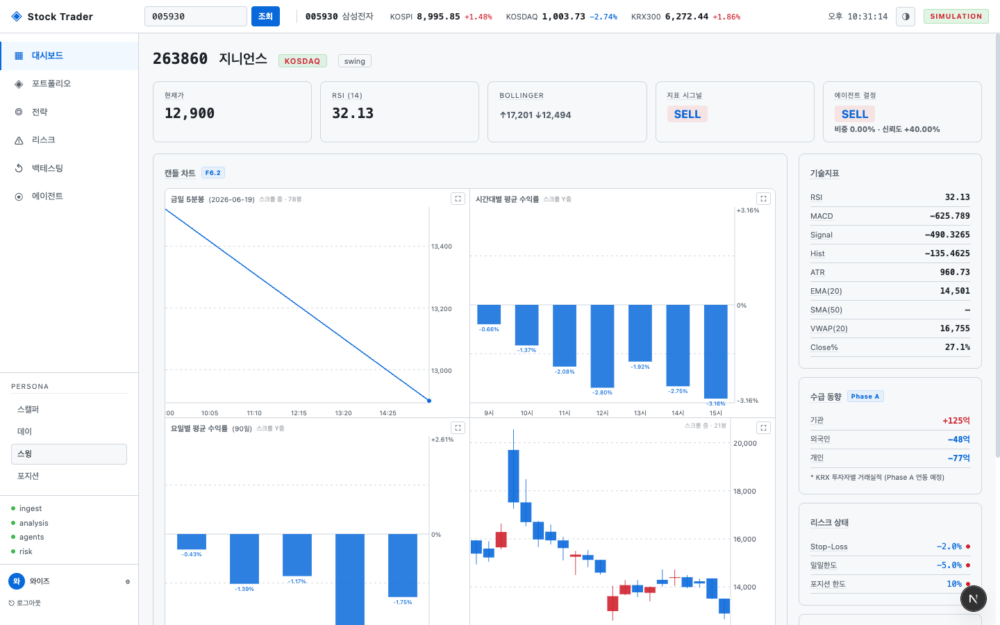 Stock Trader
005930
조회
005930 삼성전자
KOSPI 8,995.85 +1.48%
KOSDAQ 1,003.73 −2.74%
KRX300 6,272.44 +1.86%
오후 10:31:14
SIMULATION
대시보드
포트폴리오
전략
리스크
백테스팅
에이전트
PERSONA
스캘퍼
데이
스윙
포지션
ingest
analysis
agents
risk
와 와이즈
로그아웃
263860 지니언스 KOSDAQ swing
현재가
12,900
RSI (14)
32.13
BOLLINGER
↑17,201 ↓12,494
지표 시그널
SELL
에이전트 결정
SELL
비중 0.00% · 신뢰도 +40.00%
캔들 차트 F6.2
금일 5분봉 (2026-06-19) 스크롤 줌 · 78봉
13,400
13,200
13,000
:00 10:05 11:10 12:15 13:20 14:25
시간대별 평균 수익률 스크롤 Y줌
+3.16%
0%
-3.16%
-0.66%
-1.37%
-2.08%
-2.80%
-1.92%
-2.75%
-3.16%
9시 10시 11시 12시 13시 14시 15시
요일별 평균 수익률 (90일) 스크롤 Y줌
+2.61%
0%
-0.43%
-1.39%
-1.17%
-1.75%
스크롤 줌 · 21봉
20,000
18,000
16,000
14,000
기술지표
RSI 32.13
MACD −625.789
Signal −490.3265
Hist −135.4625
ATR 960.73
EMA(20) 14,501
SMA(50) —
VWAP(20) 16,755
Close% 27.1%
수급 동향 Phase A
기관 +125억
외국인 −48억
개인 −77억
* KRX 투자자별 거래실적 (Phase A 연동 예정)
리스크 상태
Stop-Loss −2.0%
일일한도 −5.0%
포지션 한도 10%
N